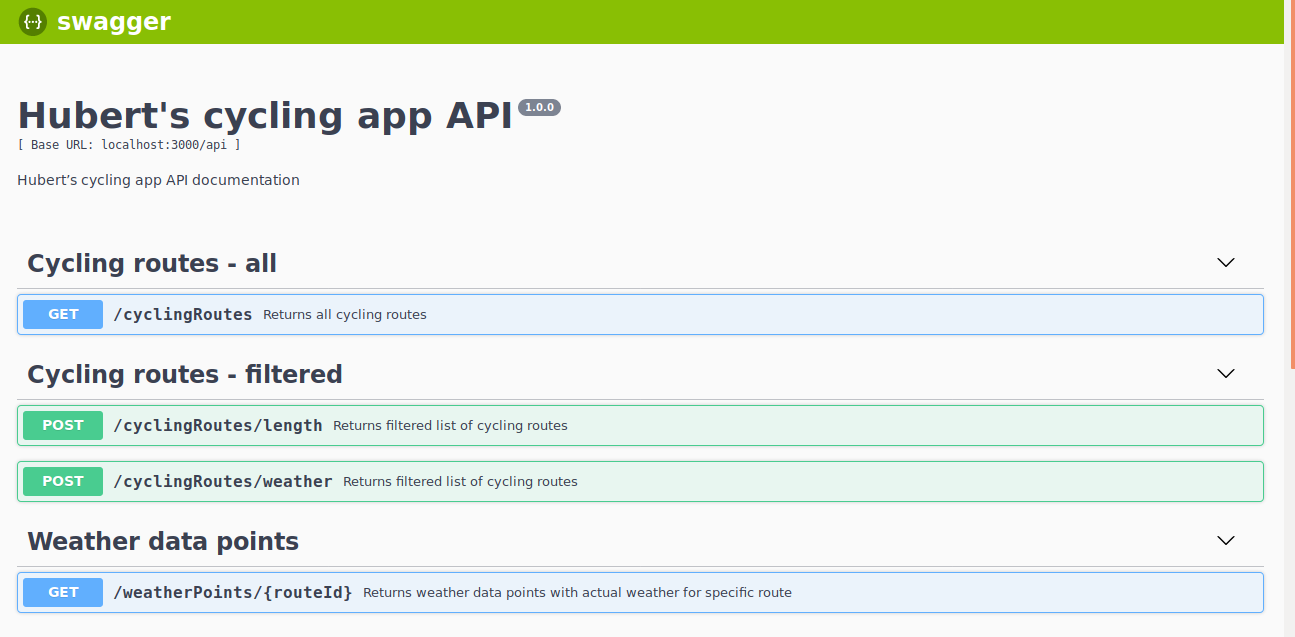 {··} swagger
Hubert's cycling app API 1.0.0
[ Base URL: localhost:3000/api ]
Hubert’s cycling app API documentation
Cycling routes - all
GET /cyclingRoutes Returns all cycling routes
Cycling routes - filtered
POST /cyclingRoutes/length Returns filtered list of cycling routes
POST /cyclingRoutes/weather Returns filtered list of cycling routes
Weather data points
GET /weatherPoints/{routeId} Returns weather data points with actual weather for specific route